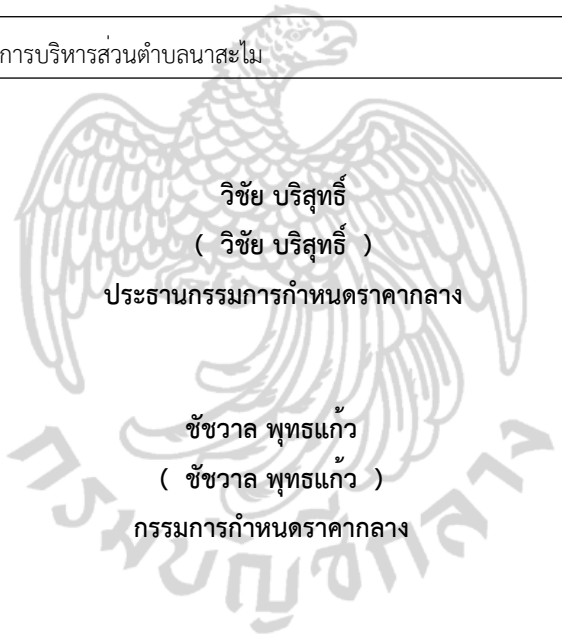 การบริหารส่วนตำบลนาสะไม
วิชัย บริสุทธิ์
( วิชัย บริสุทธิ์ )
ประธานกรรมการกำหนดราคากลาง
ชัชวาล พุทธแก้ว
( ชัชวาล พุทธแก้ว )
กรรมการกำหนดราคากลาง
กรมบัญชีกลาง